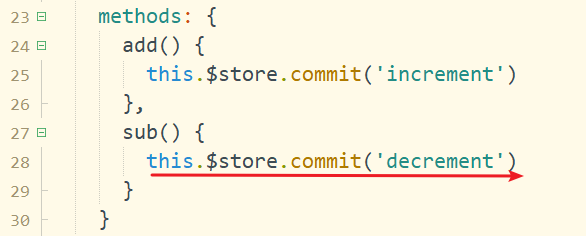 23 methods: {
24 add() {
25 this.$store.commit('increment')
26 },
27 sub() {
28 this.$store.commit('decrement')
29 }
30 }